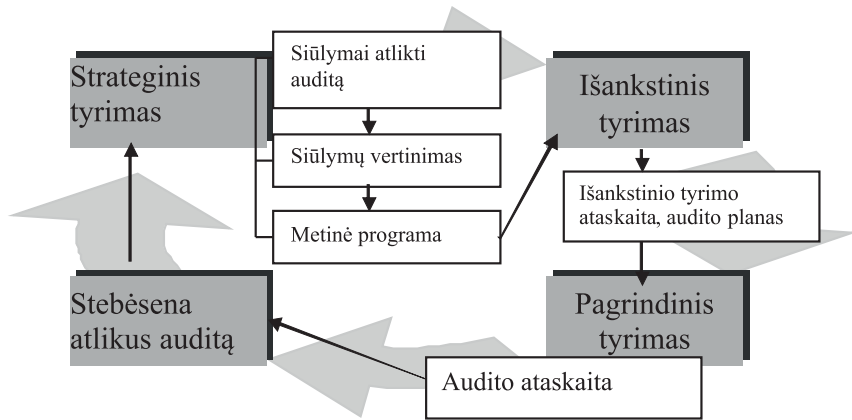 Strateginis
tyrimas
Siūlymai atlikti
auditą
Siūlymų vertinimas
Metinė programa
Išankstinis
tyrimas
Išankstinio tyrimo
ataskaita, audito planas
Pagrindinis
tyrimas
Audito ataskaita
Stebėsena
atlikus auditą